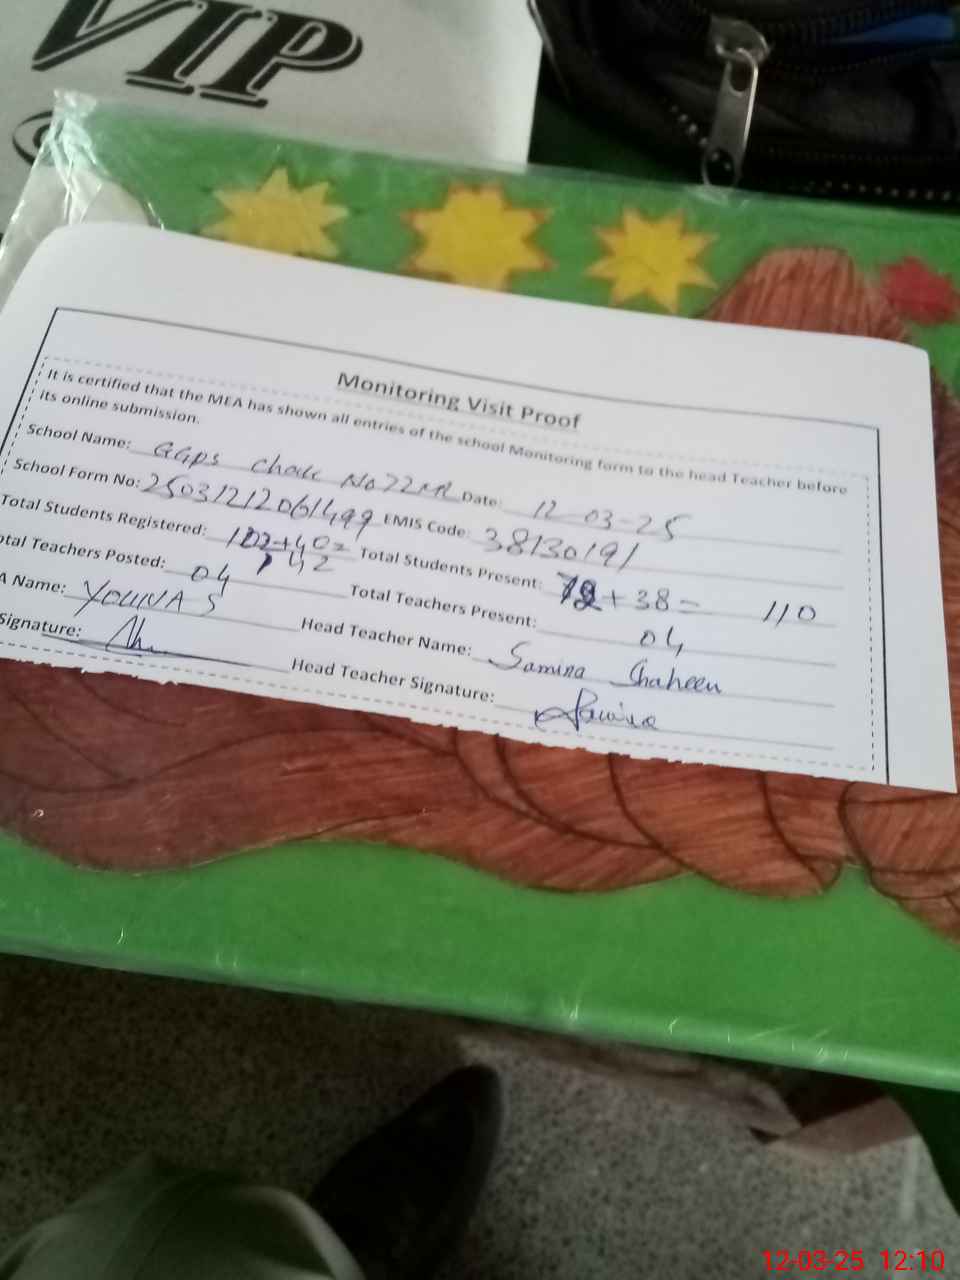 VIP
Monitoring Visit Proof
It is certified that the MEA has shown all entries of the school Monitoring form to the head Teacher before
its online submission.
School Name: GGPS Chak No 72 MR Date: 12-03-25
School Form No: 25031212061499 EMIS Code: 38130191
Total Students Registered: 102+40= 142 Total Students Present: 72+38= 110
otal Teachers Posted: 04 Total Teachers Present: 04
A Name: YOUNAS Head Teacher Name: Samina Shaheen
Signature: Head Teacher Signature: Samina
12-03-25 12:10